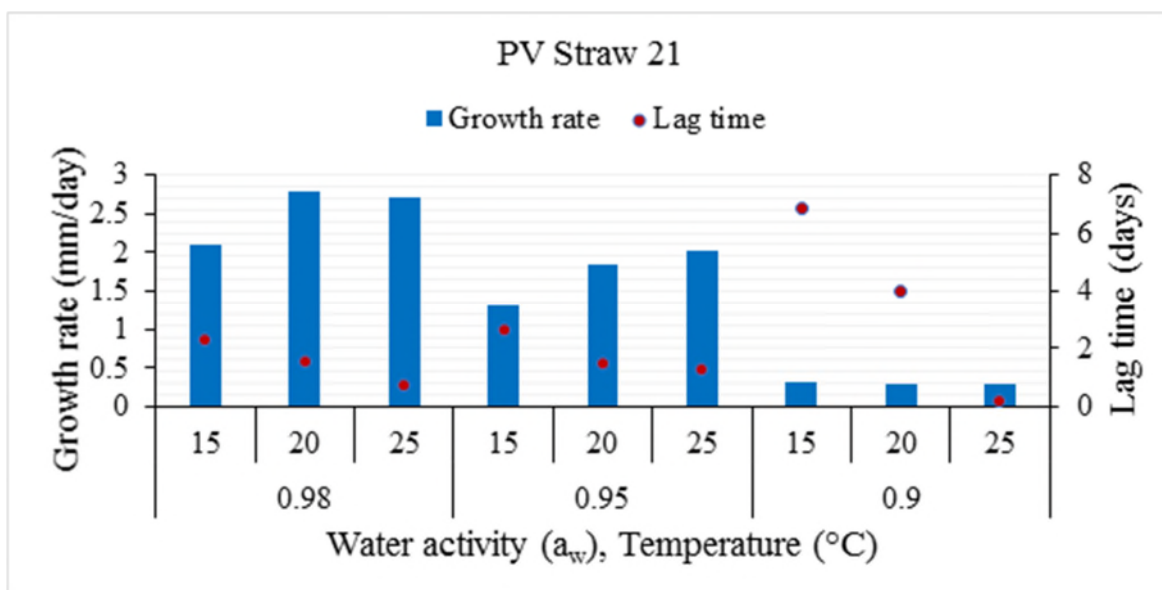 PV Straw 21
Growth rate Lag time
Growth rate (mm/day)
3
2.5
2
1.5
1
0.5
0
8
6
4
2
0
Lag time (days)
15 20 25 15 20 25 15 20 25
0.98 0.95 0.9
Water activity (aw), Temperature (°C)